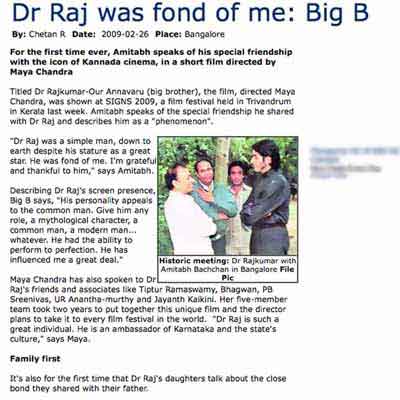 Dr Raj was fond of me: Big B
By: Chetan R Date: 2009-02-26 Place: Bangalore
For the first time ever, Amitabh speaks of his special friendship
with the icon of Kannada cinema, in a short film directed by
Maya Chandra
Titled Dr Rajkumar-Our Annavaru (big brother), the film, directed Maya
Chandra, was shown at SIGNS 2009, a film festival held in Trivandrum
in Kerala last week. Amitabh speaks of the special friendship he shared
with Dr Raj and describes him as a "phenomenon".
"Dr Raj was a simple man, down to
earth despite his stature as a great
star. He was fond of me. I'm grateful
and thankful to him," says Amitabh.
Describing Dr Raj's screen presence,
Big B says, "His personality appeals
to the common man. Give him any
role, a mythological character, a
common man, a modern man...
whatever. He had the ability to
perform to perfection. He has
influenced me a great deal."
Historic meeting: Dr Rajkumar with
Amitabh Bachchan in Bangalore File
Pic
Maya Chandra has also spoken to Dr
Raj's friends and associates like Tiptur Ramaswamy, Bhagwan, PB
Sreenivas, UR Anantha-murthy and Jayanth Kaikini. Her five-member
team took two years to put together this unique film and the director
plans to take it to every film festival in the world. "Dr Raj is such a
great individual. He is an ambassador of Karnataka and the state's
culture," says Maya.
Family first
It's also for the first time that Dr Raj's daughters talk about the close
bond they shared with their father.